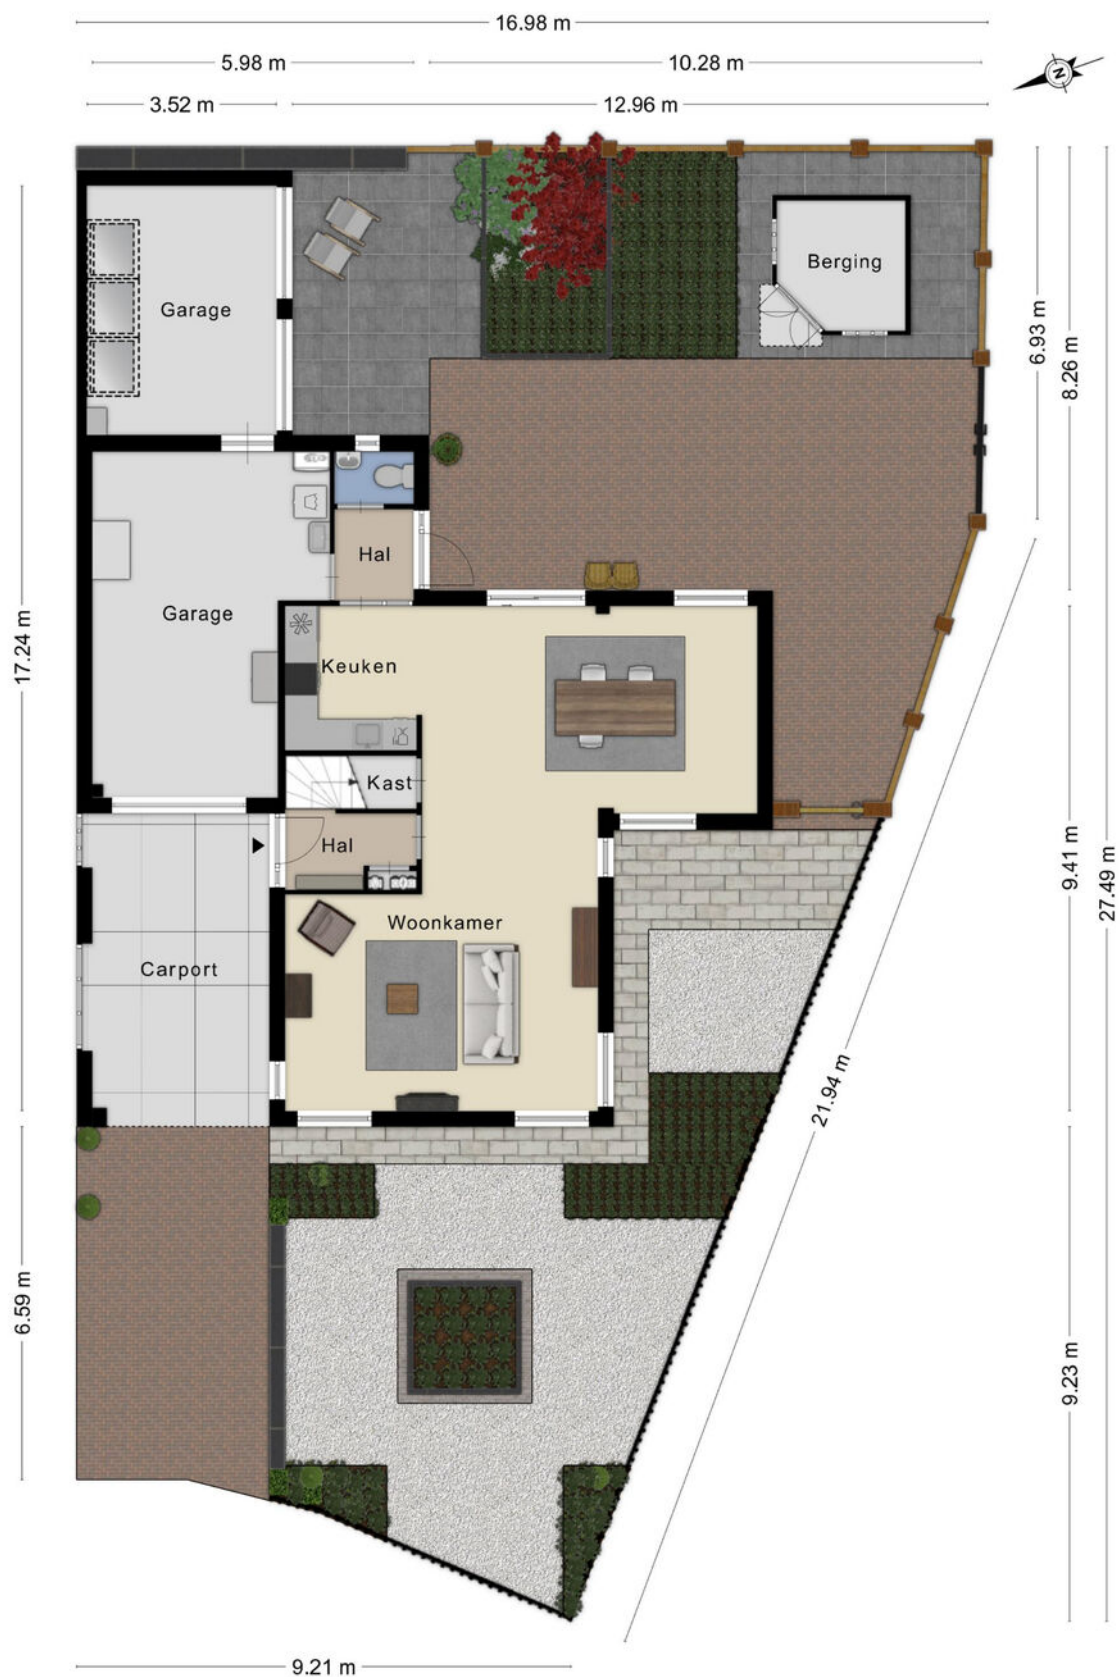 16.98 m
5.98 m
10.28 m
3.52 m
12.96 m
N
Berging
Garage
6.93 m
8.26 m
Hal
Garage
17.24 m
Keuken
Kast
Hal
9.41 m
27.49 m
Woonkamer
Carport
21.94 m
6.59 m
9.23 m
9.21 m